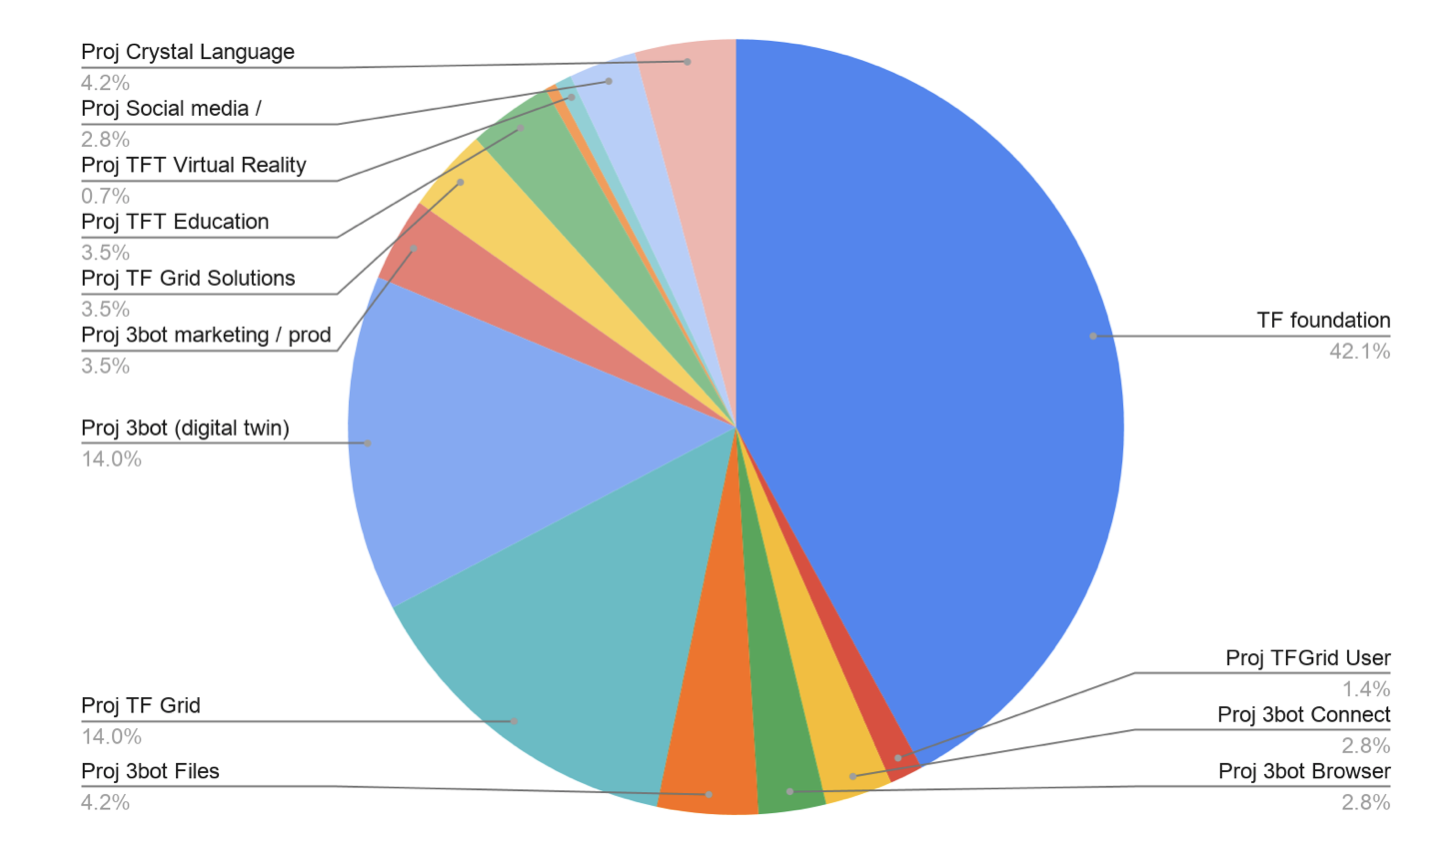 Proj Crystal Language
4.2%
Proj Social media /
2.8%
Proj TFT Virtual Reality
0.7%
Proj TFT Education
3.5%
Proj TF Grid Solutions
3.5%
Proj 3bot marketing / prod
3.5%
Proj 3bot (digital twin)
14.0%
Proj TF Grid
14.0%
Proj 3bot Files
4.2%
TF foundation
42.1%
Proj TFGrid User
1.4%
Proj 3bot Connect
2.8%
Proj 3bot Browser
2.8%